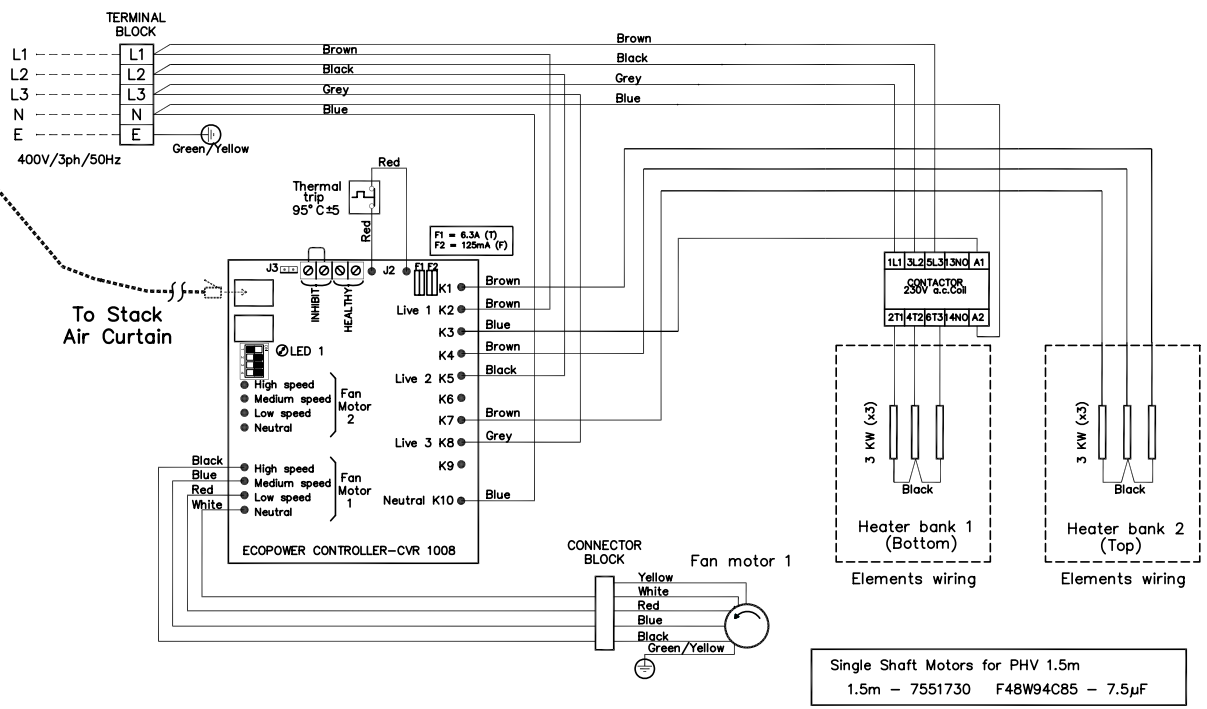 TERMINAL
BLOCK
L1 L1
L2 L2
L3 L3
N N
E E
400V/3ph/50Hz
Brown
Black
Grey
Blue
Brown
Black
Grey
Blue
Green/Yellow
Red
Thermal
trip
95°C±5
Red
F1 = 6.3A (T)
F2 = 125mA (F)
J3
J2
F1 F2
INHIBIT
HEALTHY
To Stack
Air Curtain
LED 1
K1 Brown
Live 1 K2 Brown
K3 Blue
K4 Brown
Live 2 K5 Black
K6
K7 Brown
Live 3 K8 Grey
K9
Neutral K10 Blue
High speed
Medium speed
Low speed
Neutral
Fan
Motor
2
Black
Blue
Red
White
High speed
Medium speed
Low speed
Neutral
Fan
Motor
1
ECOPOWER CONTROLLER-CVR 1008
1L1 3L2 5L3 13NO A1
CONTACTOR
230V a.c.Coil
2T1 4T2 6T3 14NO A2
3 KW (x3)
Black
Heater bank 1
(Bottom)
Elements wiring
3 KW (x3)
Black
Heater bank 2
(Top)
Elements wiring
CONNECTOR
BLOCK
Fan motor 1
Yellow
White
Red
Blue
Black
Green/Yellow
Single Shaft Motors for PHV 1.5m
1.5m - 7551730 F48W94C85 - 7.5µF